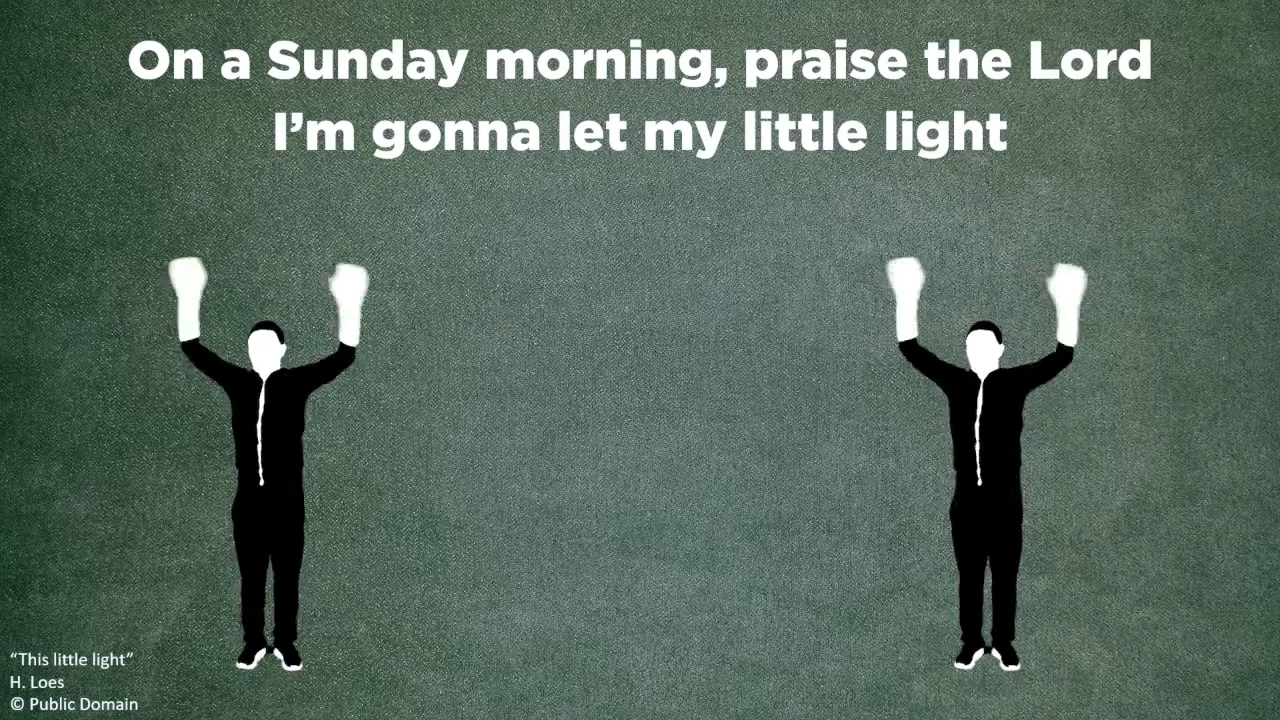 On a Sunday morning, praise the Lord
I'm gonna let my little light
“This little light”
H. Loes
© Public Domain